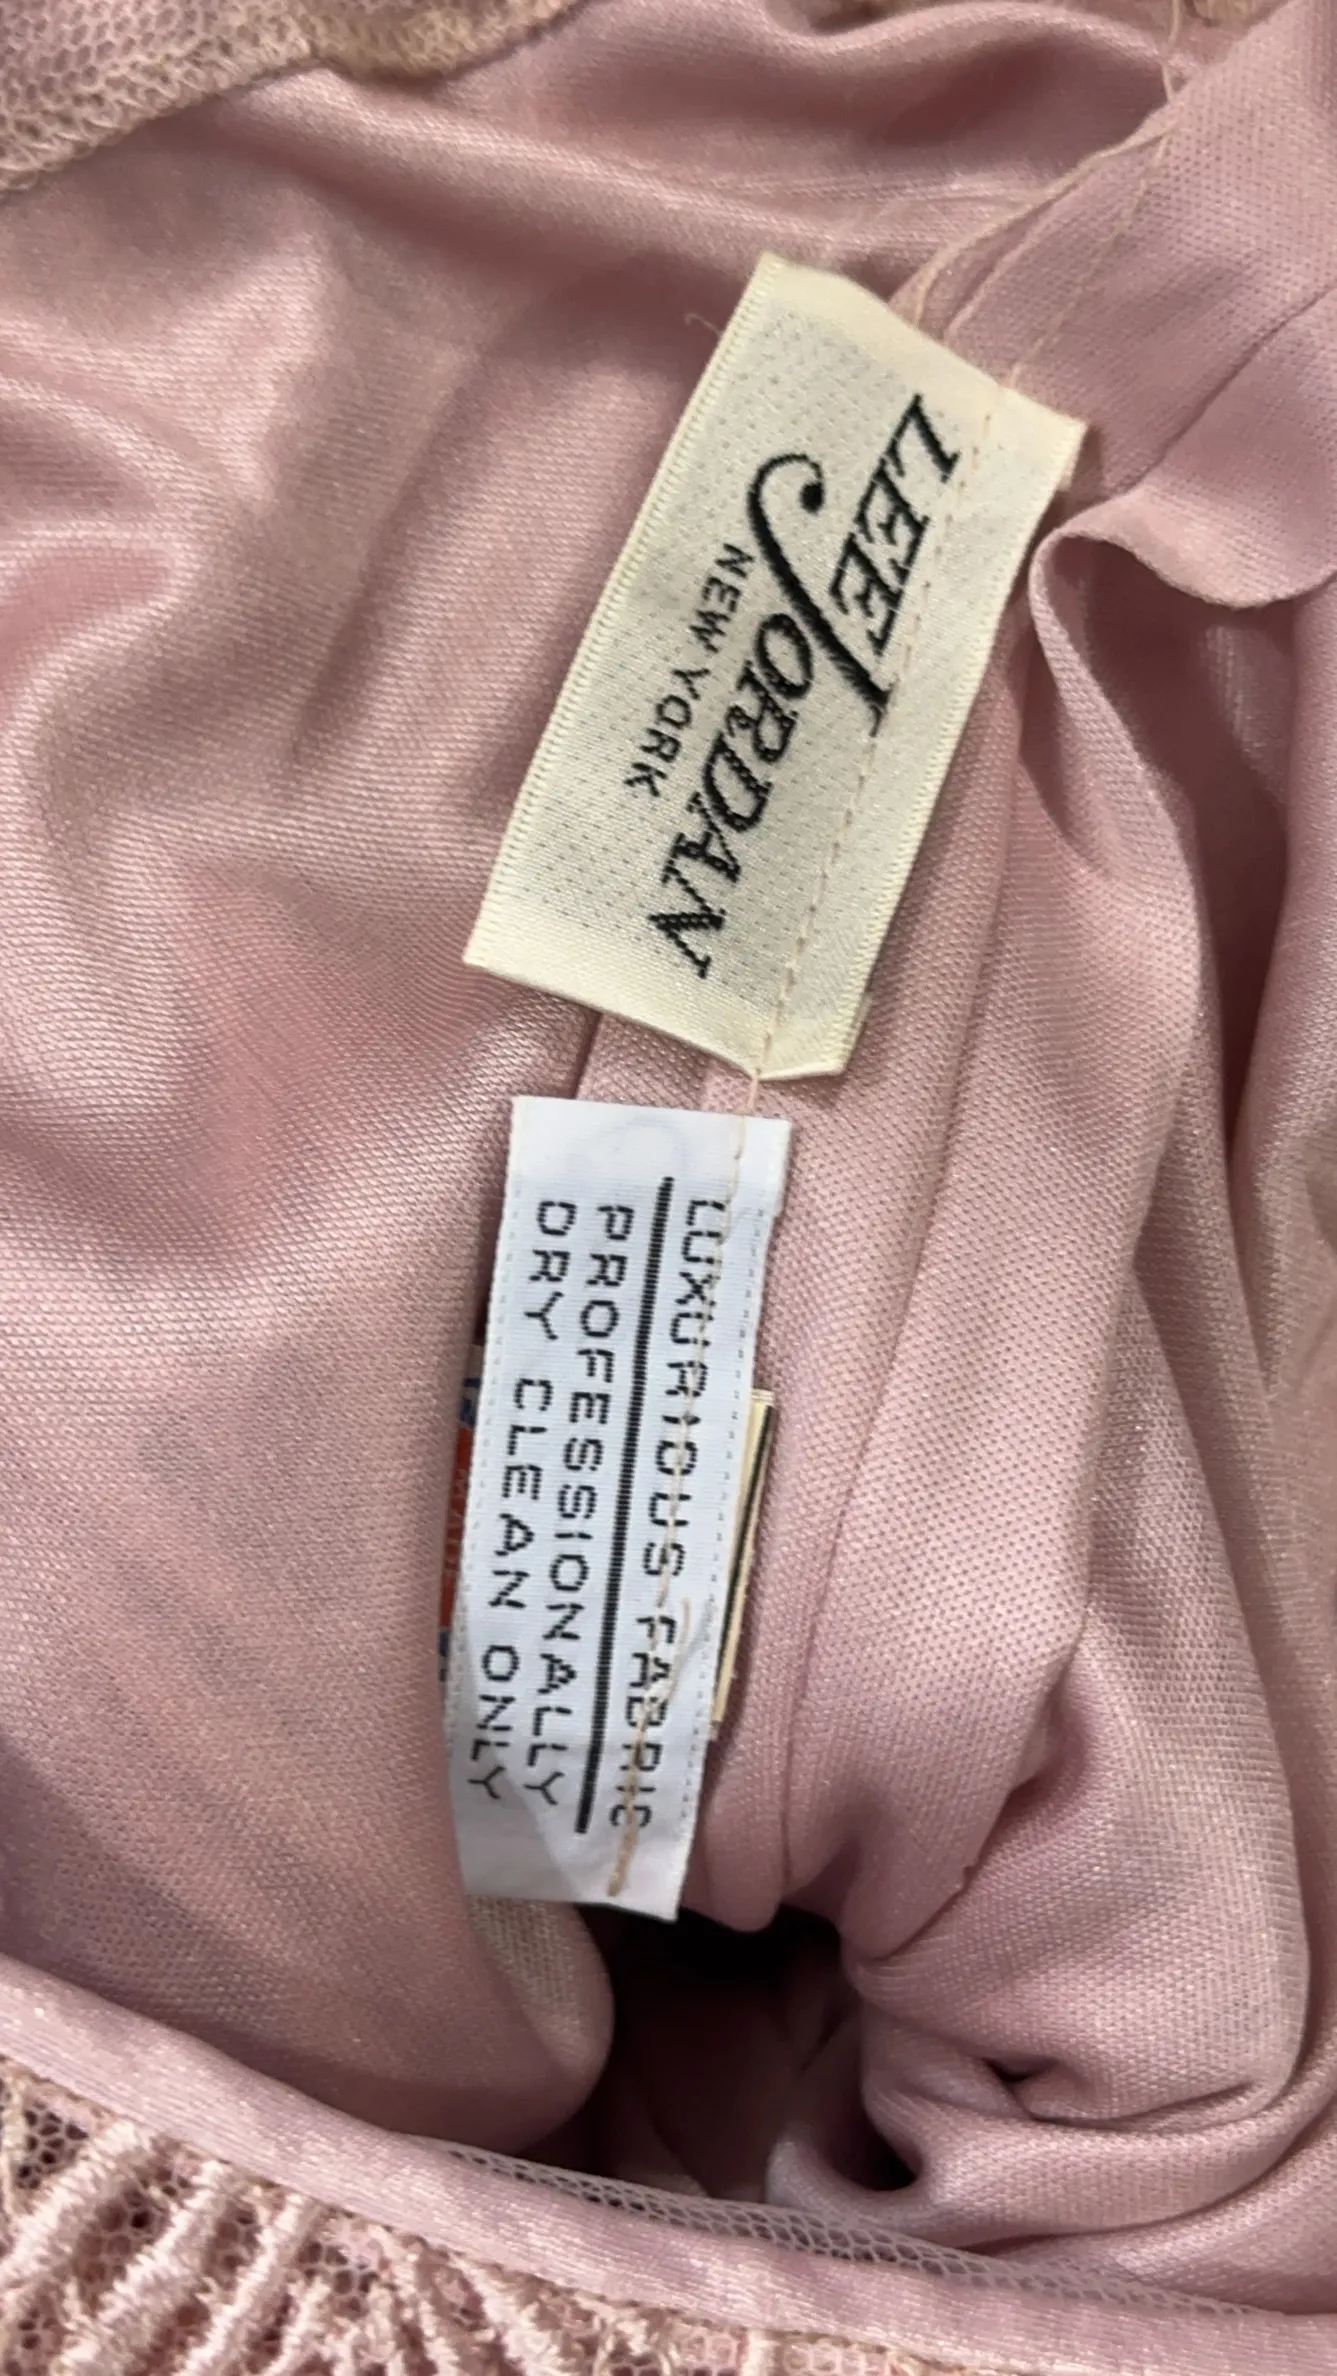 LEE JORDAN
NEW YORK
LUXURIOUS FABRIC
PROFESSIONALLY
DRY CLEAN ONLY